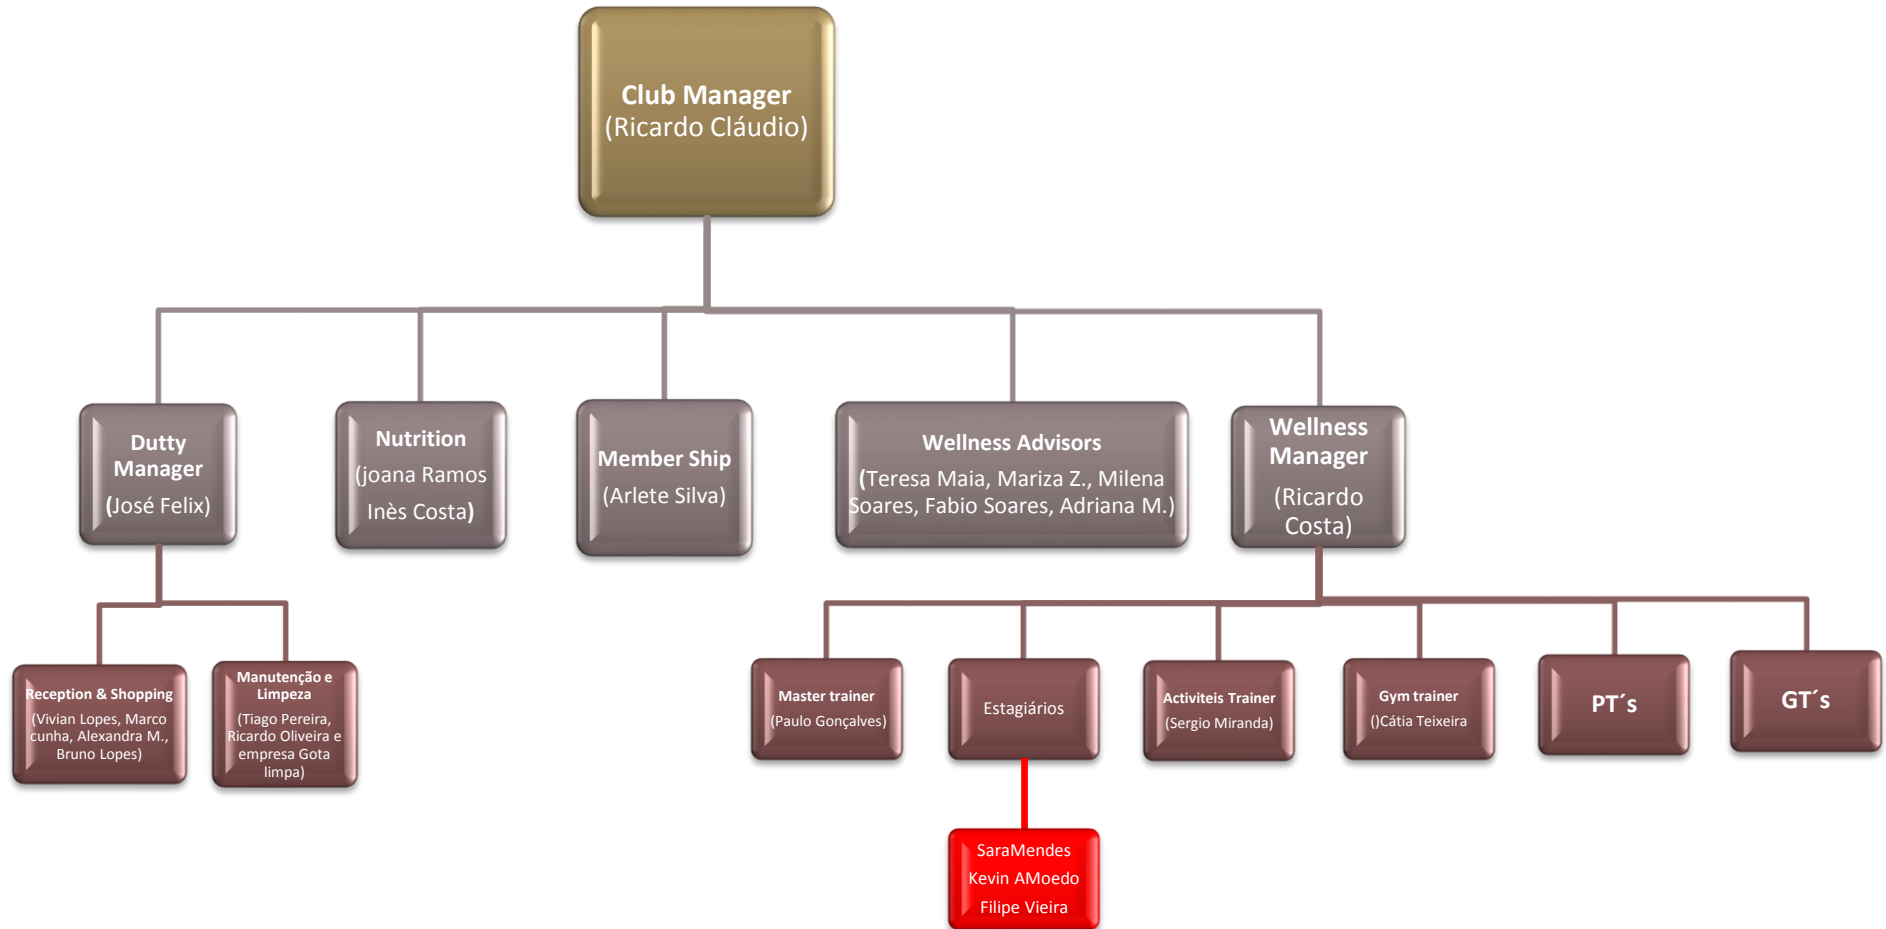 Club Manager
(Ricardo Cláudio)
Dutty
Manager
(José Felix)
Nutrition
(joana Ramos
Inès Costa)
Member Ship
(Arlete Silva)
Wellness Advisors
(Teresa Maia, Mariza Z., Milena
Soares, Fabio Soares, Adriana M.)
Wellness
Manager
(Ricardo
Costa)
Reception & Shopping
(Vivian Lopes, Marco
cunha, Alexandra M.,
Bruno Lopes)
Manutenção e
Limpeza
(Tiago Pereira,
Ricardo Oliveira e
empresa Gota
limpa)
Master trainer
(Paulo Gonçalves)
Estagiários
Activiteis Trainer
(Sergio Miranda)
Gym trainer
()Cátia Teixeira
PT´s
GT´s
SaraMendes
Kevin AMoedo
Filipe Vieira